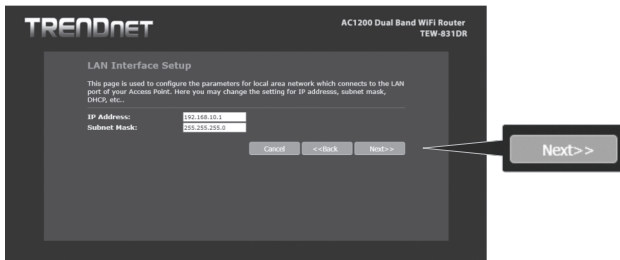 TRENDNET
AC1200 Dual Band WiFi Router
TEW-831DR
LAN Interface Setup
This page is used to configure the parameters for local area network which connects to the LAN
port of your Access Point. Here you may change the setting for IP addresss, subnet mask,
DHCP, etc..
IP Address: 192.168.10.1
Subnet Mask: 255.255.255.0
Cancel <<Back Next>>
Next>>